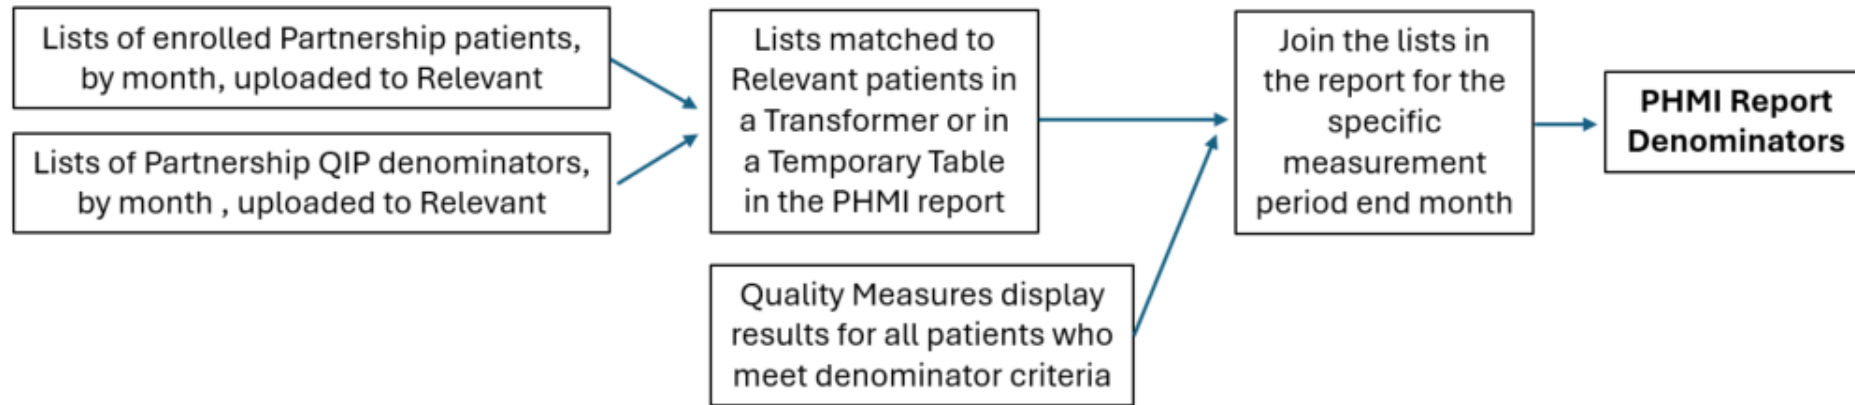 Lists of enrolled Partnership patients,
by month, uploaded to Relevant
Lists of Partnership QIP denominators,
by month , uploaded to Relevant
Lists matched to
Relevant patients in
a Transformer or in
a Temporary Table
in the PHMI report
Quality Measures display
results for all patients who
meet denominator criteria
Join the lists in
the report for the
specific
measurement
period end month
PHMI Report
Denominators